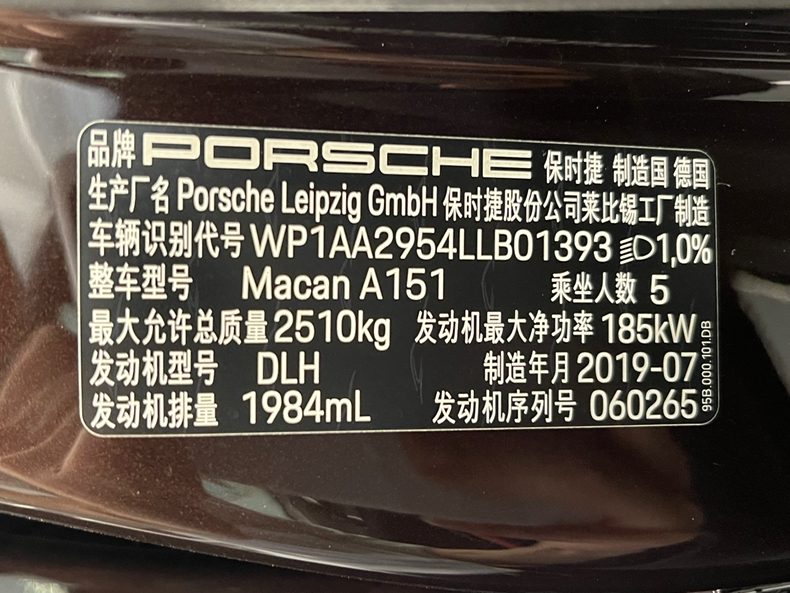 品牌 PORSCHE 保时捷 制造国 德国
生产厂名 Porsche Leipzig GmbH 保时捷股份公司莱比锡工厂制造
车辆识别代号 WP1AA2954LLB01393 1,0%
整车型号 Macan A151 乘坐人数 5
最大允许总质量 2510kg 发动机最大净功率 185kW
发动机型号 DLH 制造年月 2019-07
发动机排量 1984mL 发动机序列号 060265
95B.000.101.DB